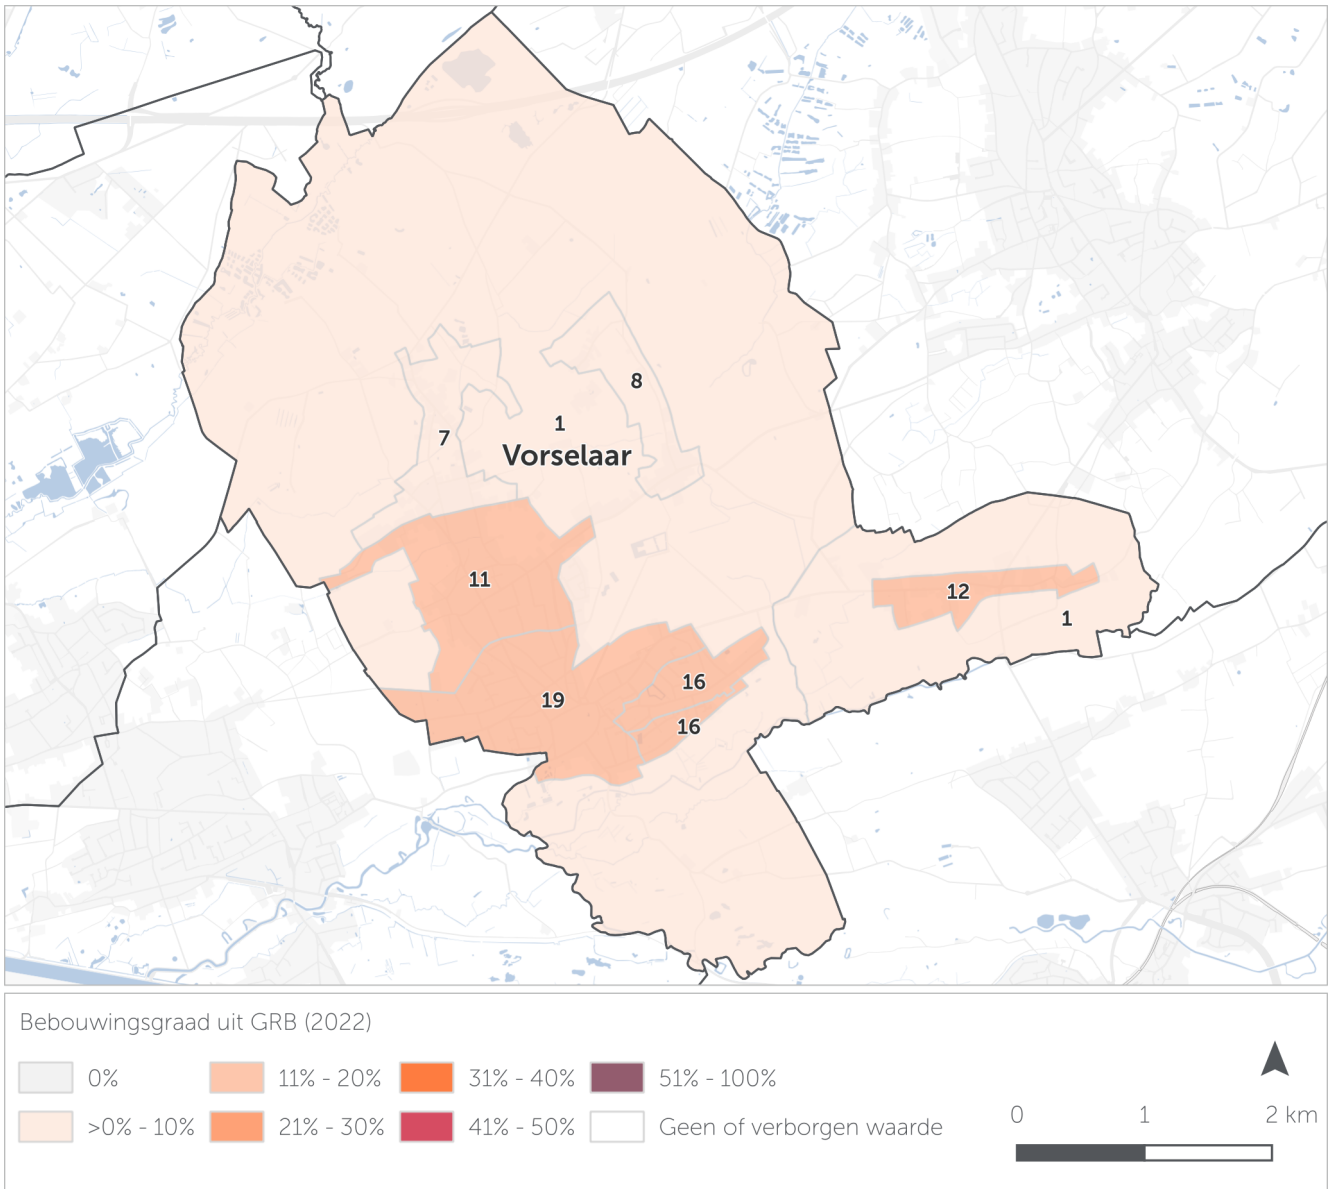 8
1
7
Vorselaar
11
12
1
16
19
16
Bebouwingsgraad uit GRB (2022)
0%
11% - 20%
31% - 40%
51% - 100%
>0% - 10%
21% - 30%
41% - 50%
Geen of verborgen waarde
0 1 2 km